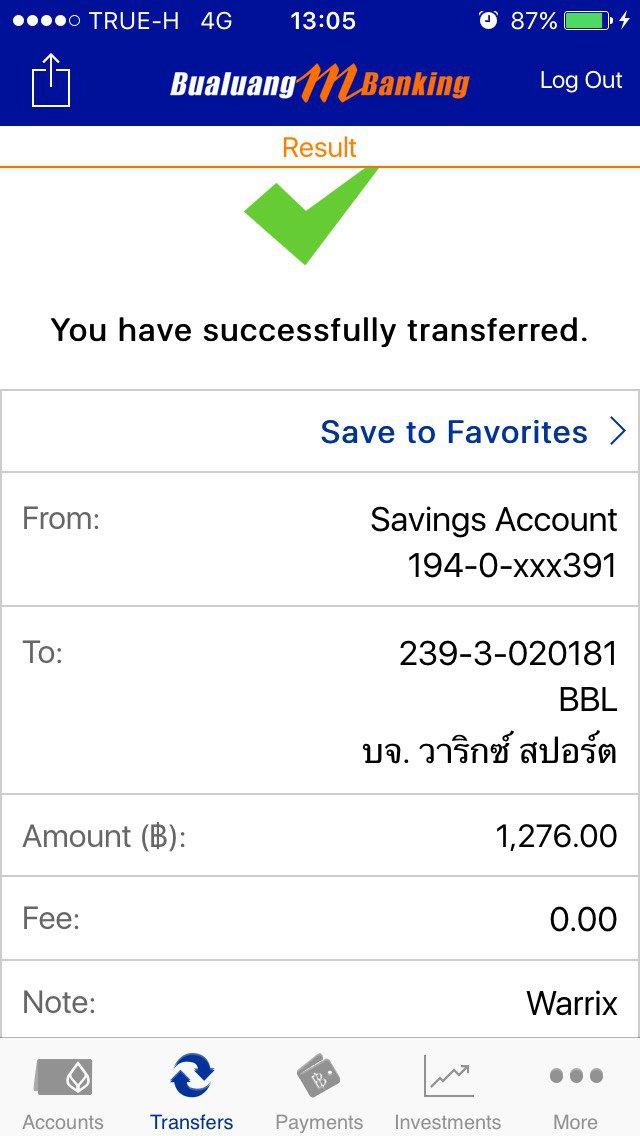 TRUE-H 4G 13:05 87%
Bualuang mBanking Log Out
Result
You have successfully transferred.
Save to Favorites
From: Savings Account
194-0-xxx391
To: 239-3-020181
BBL
บจ. วาริกซ์ สปอร์ต
Amount (฿): 1,276.00
Fee: 0.00
Note: Warrix
Accounts Transfers Payments Investments More